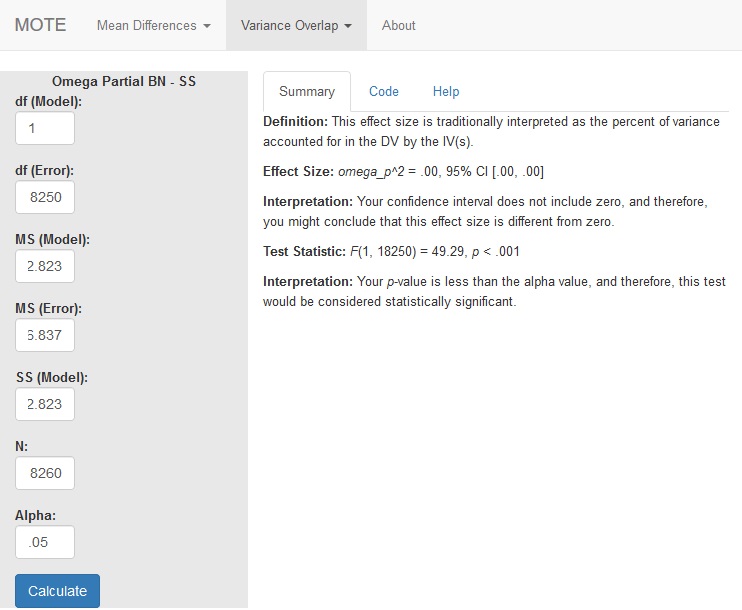 MOTE Mean Differences Variance Overlap About
Omega Partial BN - SS
df (Model):
1
df (Error):
8250
MS (Model):
2.823
MS (Error):
6.837
SS (Model):
2.823
N:
8260
Alpha:
.05
Calculate
Summary Code Help
Definition: This effect size is traditionally interpreted as the percent of variance
accounted for in the DV by the IV(s).
Effect Size: omega_p^2 = .00, 95% CI [.00, .00]
Interpretation: Your confidence interval does not include zero, and therefore,
you might conclude that this effect size is different from zero.
Test Statistic: F(1, 18250) = 49.29, p < .001
Interpretation: Your p-value is less than the alpha value, and therefore, this test
would be considered statistically significant.